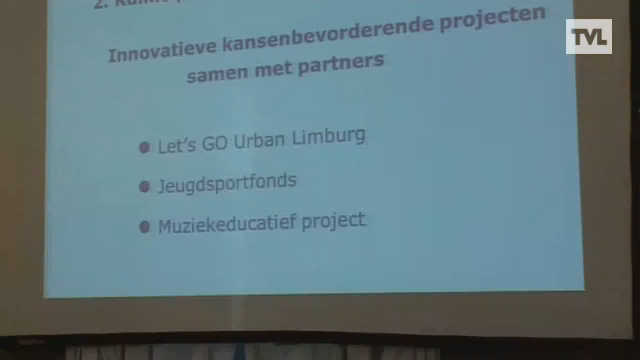 TVL
Innovatieve kansenbevorderende projecten
samen met partners
Let's GO Urban Limburg
Jeugdsportfonds
Muziekeducatief project